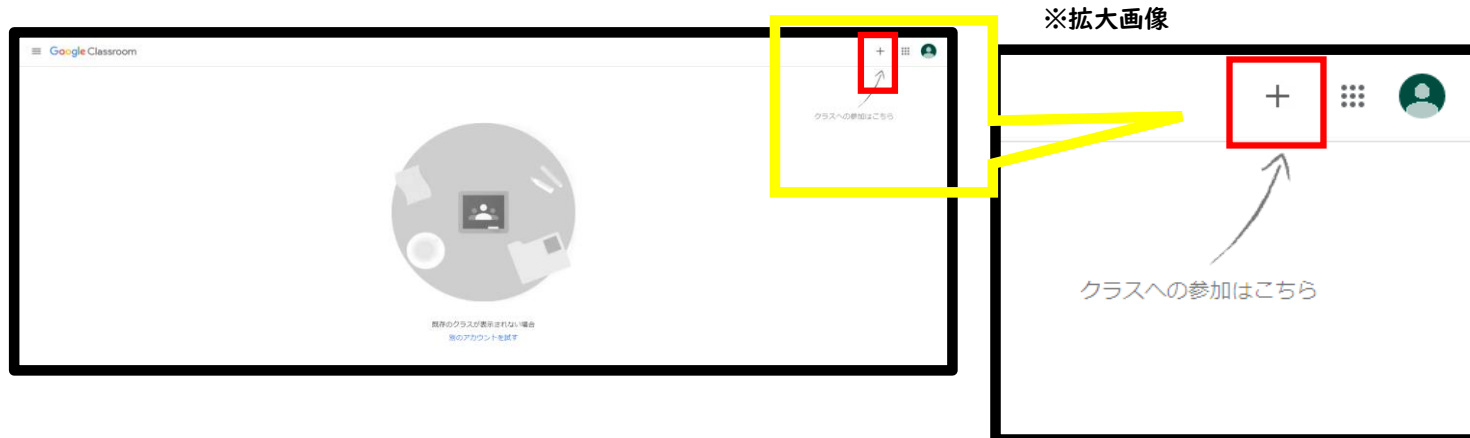 ※拡大画像
Google Classroom
クラスへの参加はこちら
既存のクラスが表示されない場合
別のアカウントを試す
クラスへの参加はこちら